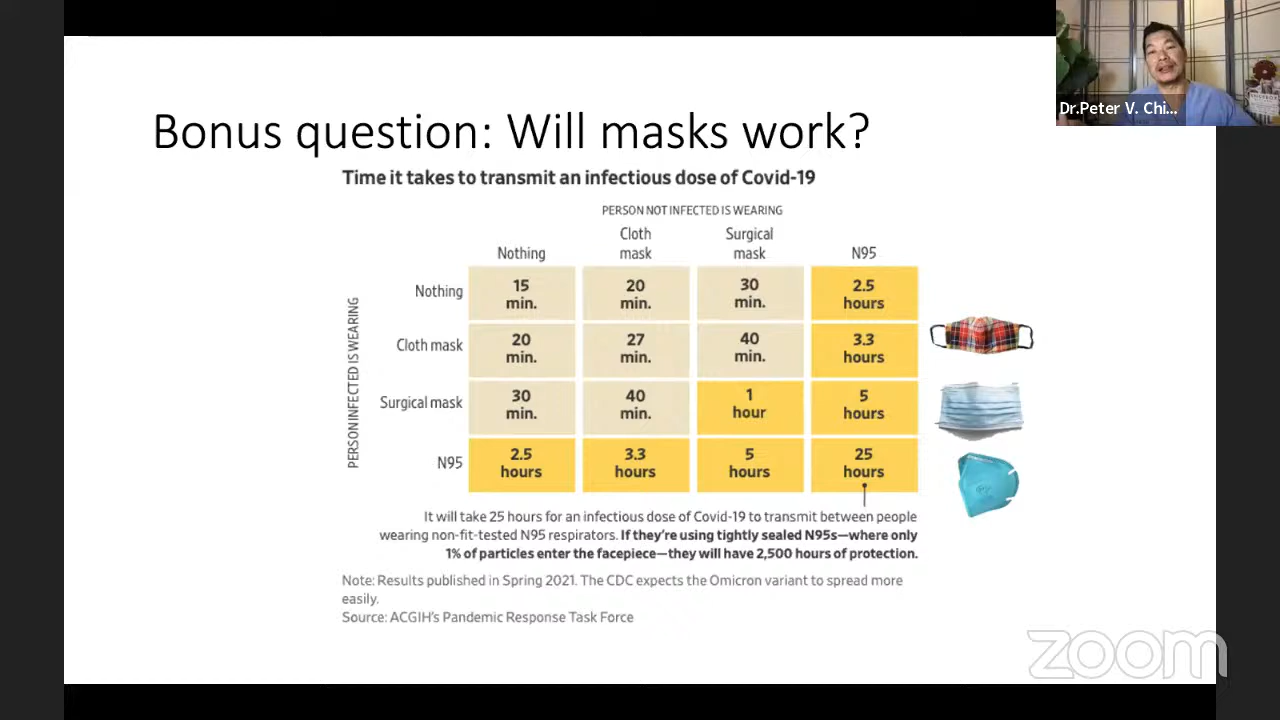 Dr.Peter V. Chi...
Bonus question: Will masks work?
Time it takes to transmit an infectious dose of Covid-19
PERSON NOT INFECTED IS WEARING
Nothing
Cloth
mask
Surgical
mask
N95
PERSON INFECTED IS WEARING
Nothing
15
min.
20
min.
30
min.
2.5
hours
Cloth mask
20
min.
27
min.
40
min.
3.3
hours
Surgical mask
30
min.
40
min.
1
hour
5
hours
N95
2.5
hours
3.3
hours
5
hours
25
hours
It will take 25 hours for an infectious dose of Covid-19 to transmit between people
wearing non-fit-tested N95 respirators. If they're using tightly sealed N95s—where only
1% of particles enter the facepiece—they will have 2,500 hours of protection.
Note: Results published in Spring 2021. The CDC expects the Omicron variant to spread more
easily.
Source: ACGIH's Pandemic Response Task Force
zoom